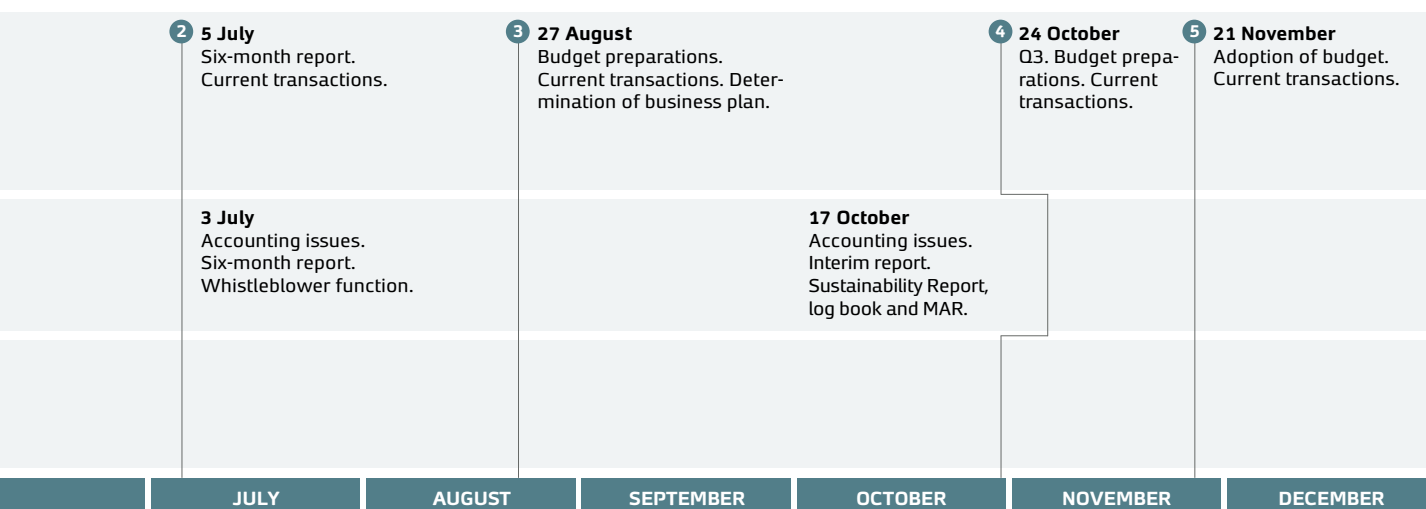 2
5 July
Six-month report.
Current transactions.
3
27 August
Budget preparations.
Current transactions. Deter-
mination of business plan.
4
24 October
Q3. Budget prepa-
rations. Current
transactions.
5
21 November
Adoption of budget.
Current transactions.
3 July
Accounting issues.
Six-month report.
Whistleblower function.
17 October
Accounting issues.
Interim report.
Sustainability Report,
log book and MAR.
JULY
AUGUST
SEPTEMBER
OCTOBER
NOVEMBER
DECEMBER